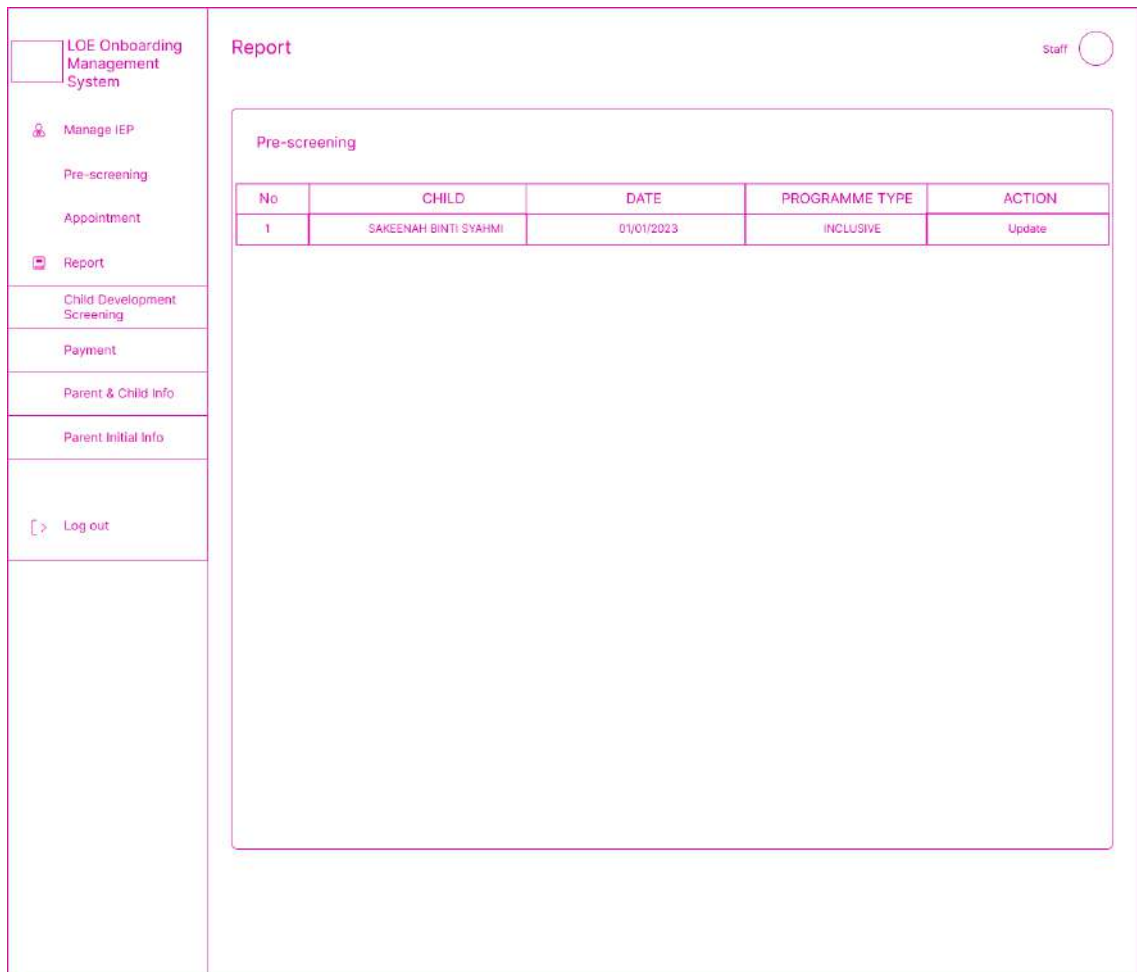 LOE Onboarding
Management
System
Manage IEP
Pre-screening
Appointment
Report
Child Development
Screening
Payment
Parent & Child Info
Parent Initial Info
Log out
Report
Staff
Pre-screening
No CHILD DATE PROGRAMME TYPE ACTION
1 SAKEENAH BINTI SYAHMI 01/01/2023 INCLUSIVE Update